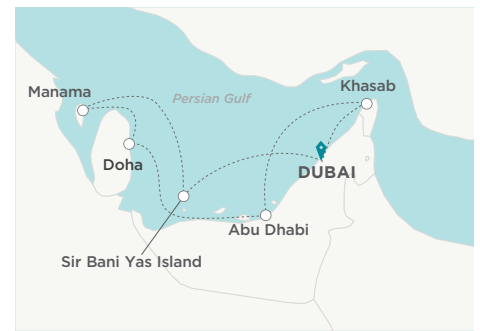 Khasab
Manama
Persian Gulf
Doha
DUBAI
Abu Dhabi
Sir Bani Yas Island